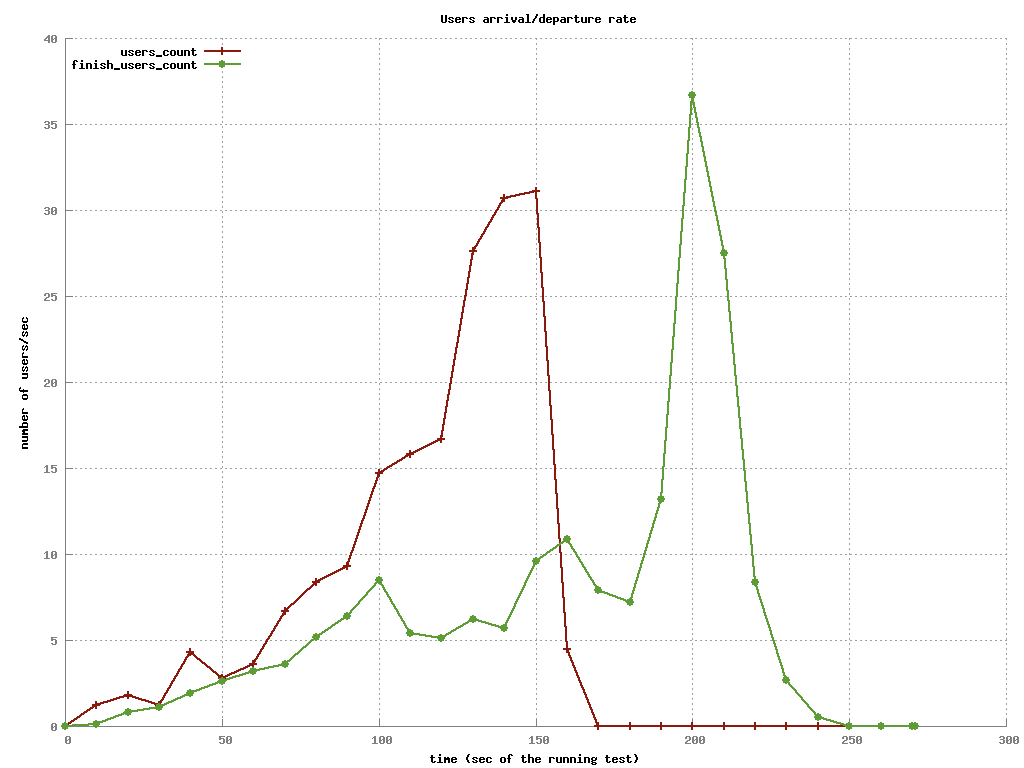 Users arrival/departure rate
users_count
finish_users_count
40
35
30
25
20
15
10
5
0
number of users/sec
0 50 100 150 200 250 300
time (sec of the running test)